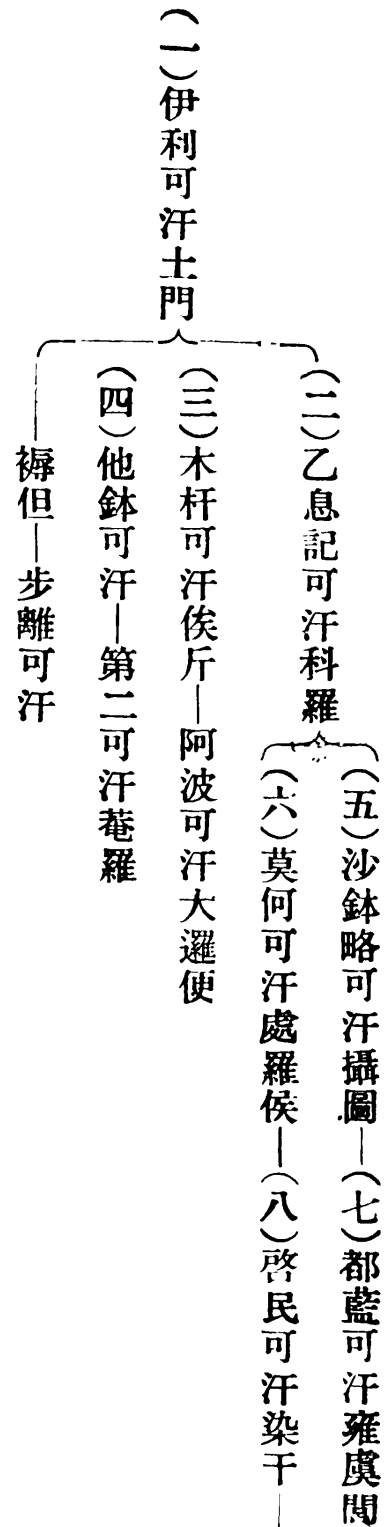 (一)伊利可汗土門
(二)乙息記可汗科羅
(五)沙鉢略可汗攝圖—(七)都藍可汗雍虞閭
(六)莫何可汗處羅侯—(八)啓民可汗染干—
(三)木杆可汗俟斤—阿波可汗大邏便
(四)他鉢可汗—第二可汗菴羅
褥但—步離可汗